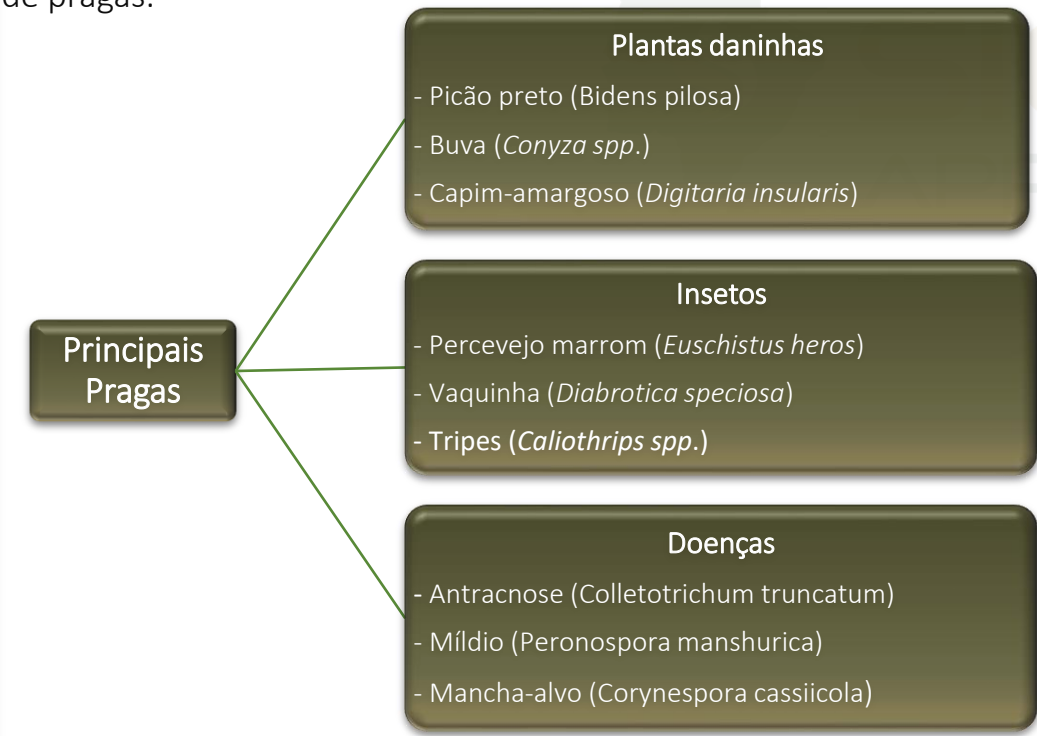 de pragas.
Plantas daninhas
- Picão preto (Bidens pilosa)
- Buva (Conyza spp.)
- Capim-amargoso (Digitaria insularis)
Principais
Pragas
Insetos
- Percevejo marrom (Euschistus heros)
- Vaquinha (Diabrotica speciosa)
- Tripes (Caliothrips spp.)
Doenças
- Antracnose (Colletotrichum truncatum)
- Míldio (Peronospora manshurica)
- Mancha-alvo (Corynespora cassiicola)